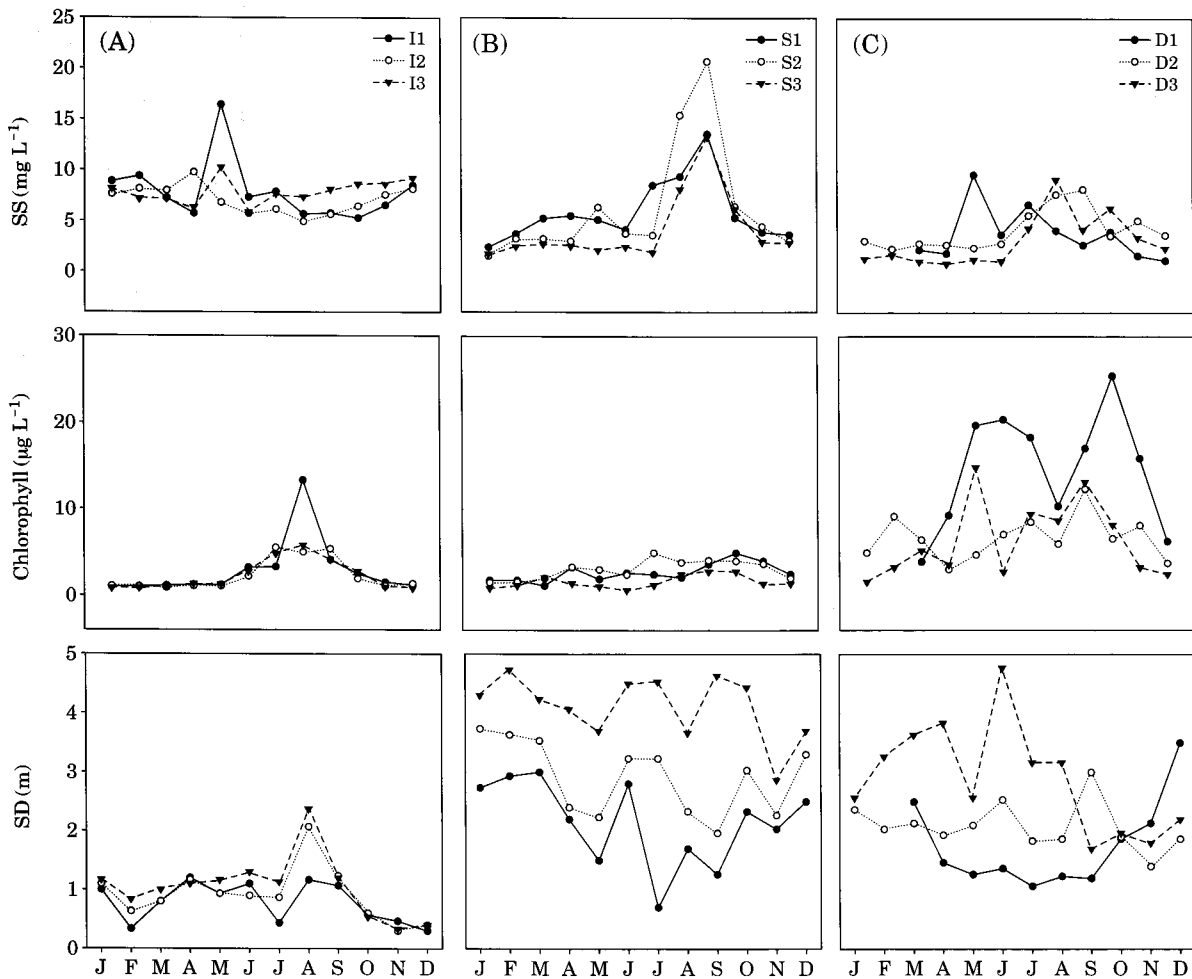 25
20
15
10
5
0
SS (mg L⁻¹)
(A)
I1
I2
I3
(B)
S1
S2
S3
(C)
D1
D2
D3
30
20
10
0
Chlorophyll (µg L⁻¹)
5
4
3
2
1
0
SD (m)
J F M A M J J A S O N D
J F M A M J J A S O N D
J F M A M J J A S O N D